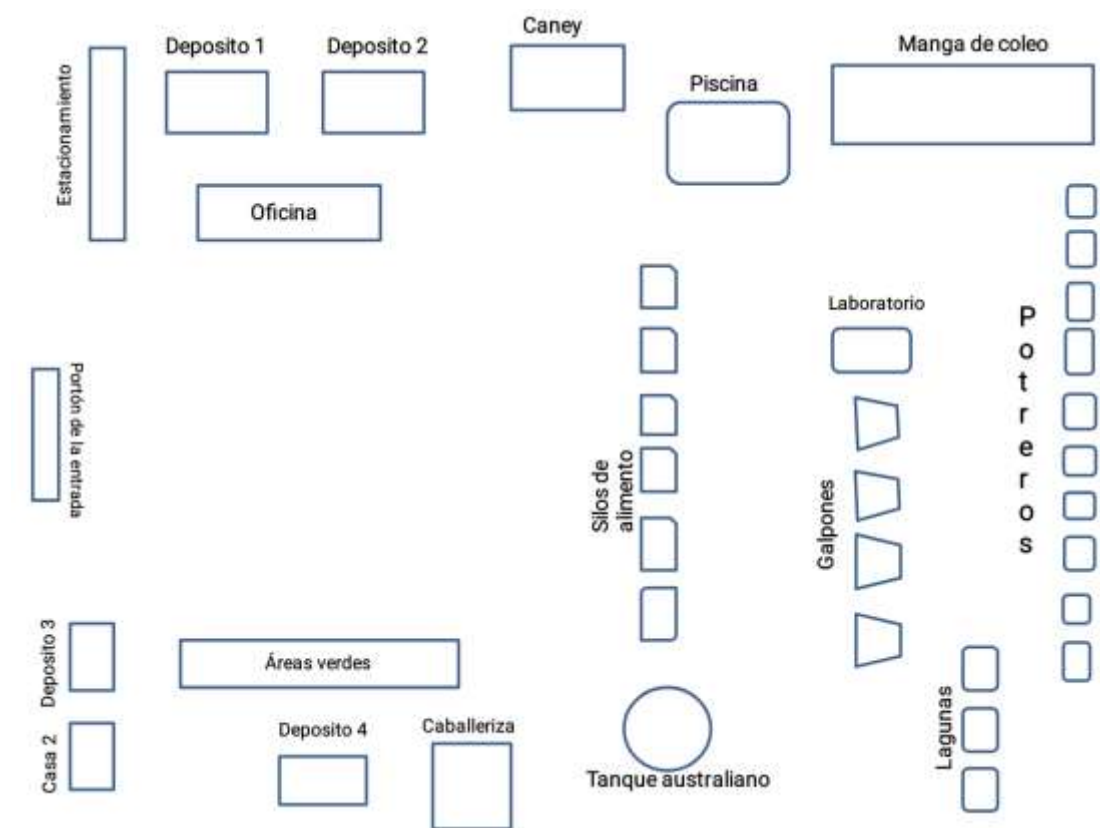 Caney
Deposito 1
Deposito 2
Manga de coleo
Piscina
Estacionamiento
Oficina
Laboratorio
Potreros
Portón de la entrada
Silos de
alimento
Galpones
Deposito 3
Áreas verdes
Lagunas
Deposito 4
Caballeriza
Casa 2
Tanque australiano